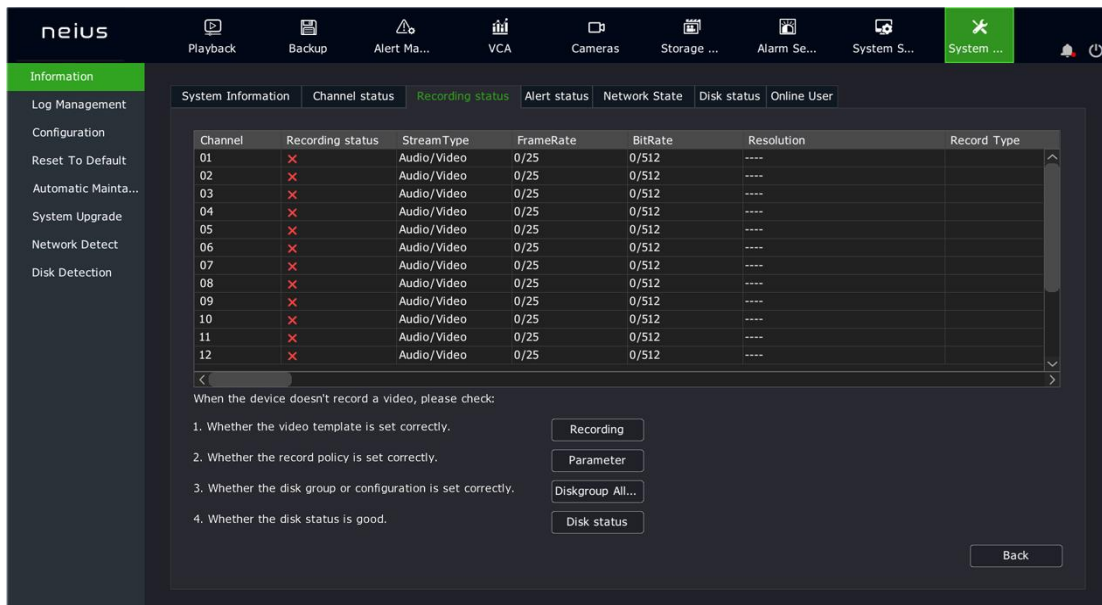 neius
Playback Backup Alert Ma... VCA Cameras Storage ... Alarm Se... System S... System ...
Information
Log Management
Configuration
Reset To Default
Automatic Mainta...
System Upgrade
Network Detect
Disk Detection
System Information Channel status Recording status Alert status Network State Disk status Online User
Channel Recording status StreamType FrameRate BitRate Resolution Record Type
01 Audio/Video 0/25 0/512 ----
02 Audio/Video 0/25 0/512 ----
03 Audio/Video 0/25 0/512 ----
04 Audio/Video 0/25 0/512 ----
05 Audio/Video 0/25 0/512 ----
06 Audio/Video 0/25 0/512 ----
07 Audio/Video 0/25 0/512 ----
08 Audio/Video 0/25 0/512 ----
09 Audio/Video 0/25 0/512 ----
10 Audio/Video 0/25 0/512 ----
11 Audio/Video 0/25 0/512 ----
12 Audio/Video 0/25 0/512 ----
When the device doesn't record a video, please check:
1. Whether the video template is set correctly. Recording
2. Whether the record policy is set correctly. Parameter
3. Whether the disk group or configuration is set correctly. Diskgroup All...
4. Whether the disk status is good. Disk status
Back